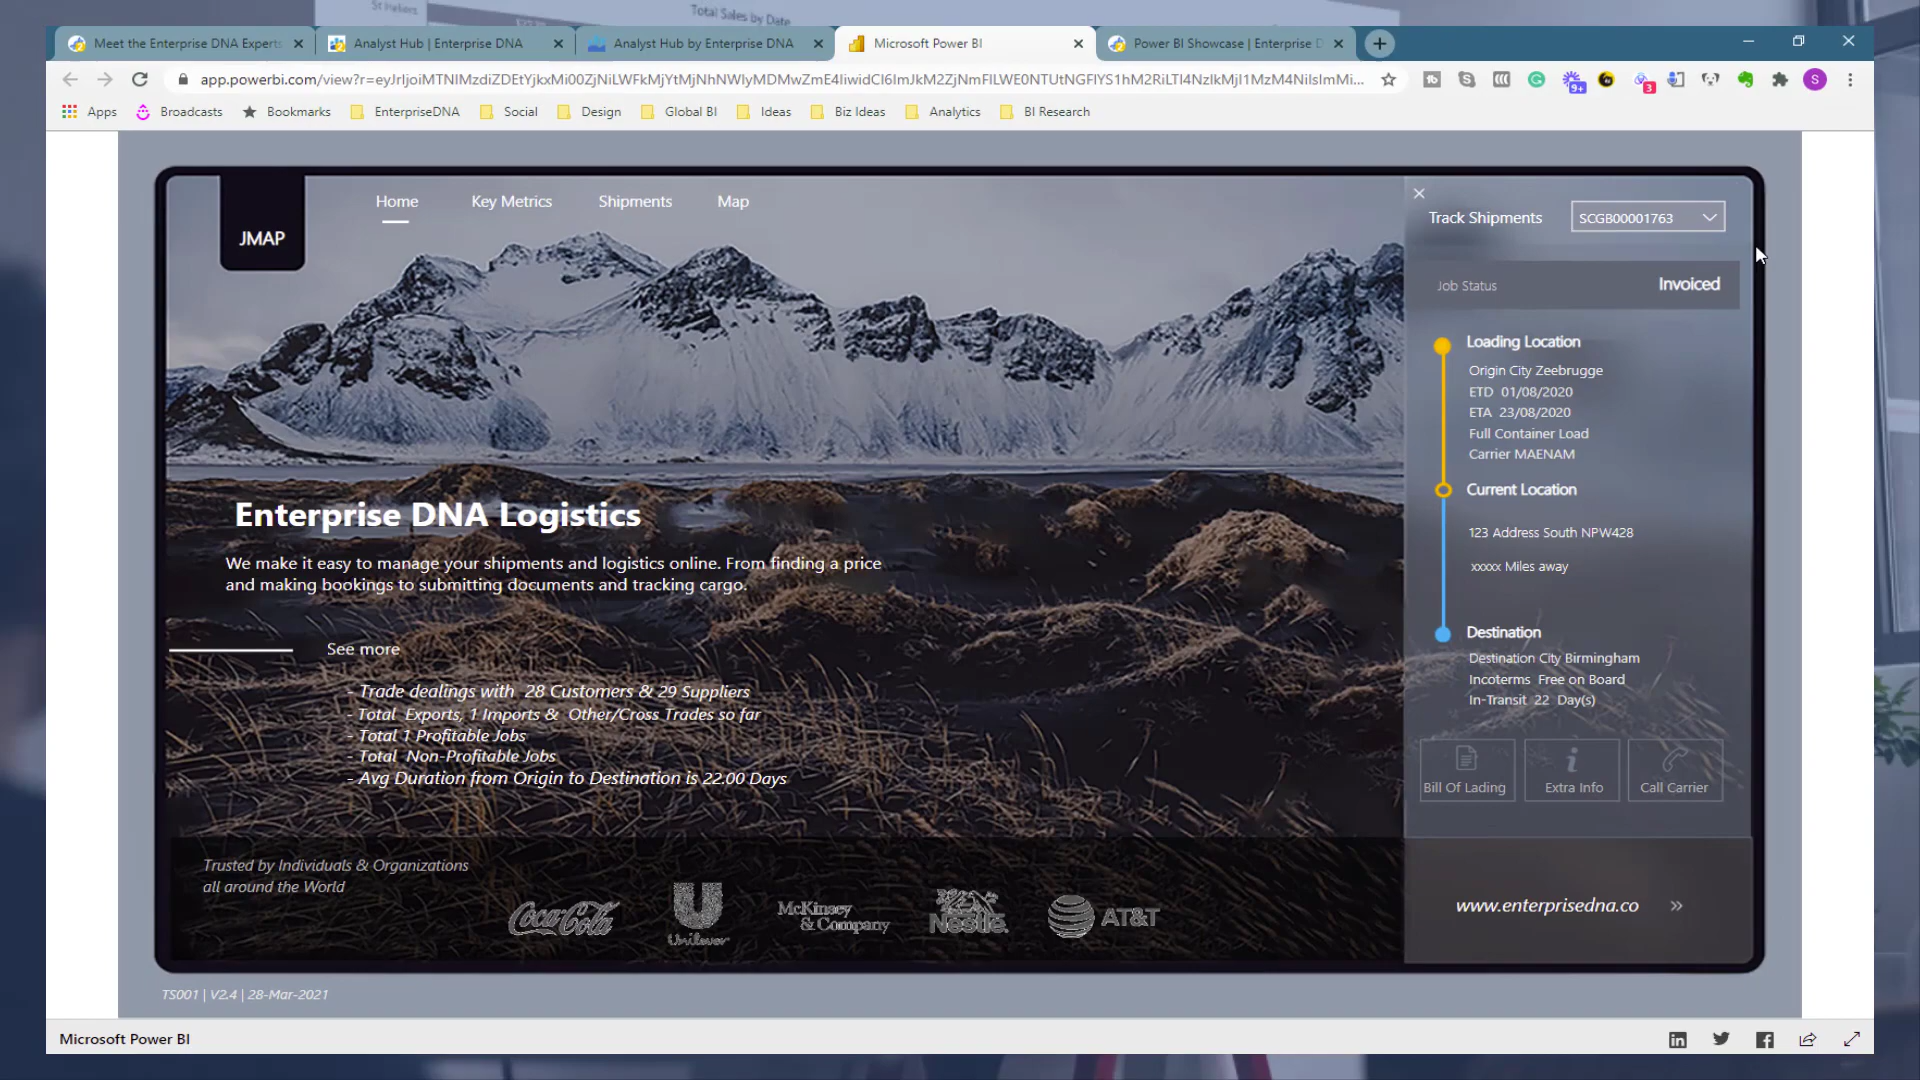 St Heliers
Total Sales by Date
Meet the Enterprise DNA Experts
Analyst Hub | Enterprise DNA
Analyst Hub by Enterprise DNA
Microsoft Power BI
Power BI Showcase | Enterprise D
Apps
Broadcasts
Bookmarks
EnterpriseDNA
Social
Design
Global BI
Ideas
Biz Ideas
Analytics
BI Research
JMAP
Home
Key Metrics
Shipments
Map
Track Shipments
SCGB00001763
Job Status
Invoiced
Loading Location
Origin City Zeebrugge
ETD 01/08/2020
ETA 23/08/2020
Full Container Load
Carrier MAENAM
Current Location
123 Address South NPW428
xxxxx Miles away
Destination
Destination City Birmingham
Incoterms Free on Board
In-Transit 22 Day(s)
Bill Of Lading
Extra Info
Call Carrier
www.enterprisedna.co »
Enterprise DNA Logistics
We make it easy to manage your shipments and logistics online. From finding a price
and making bookings to submitting documents and tracking cargo.
See more
- Trade dealings with 28 Customers & 29 Suppliers
- Total Exports, 1 Imports & Other/Cross Trades so far
- Total 1 Profitable Jobs
- Total Non-Profitable Jobs
- Avg Duration from Origin to Destination is 22.00 Days
Trusted by Individuals & Organizations
all around the World
Coca-Cola
Unilever
McKinsey
& Company
Nestle
AT&T
TS001 | V2.4 | 28-Mar-2021
Microsoft Power BI